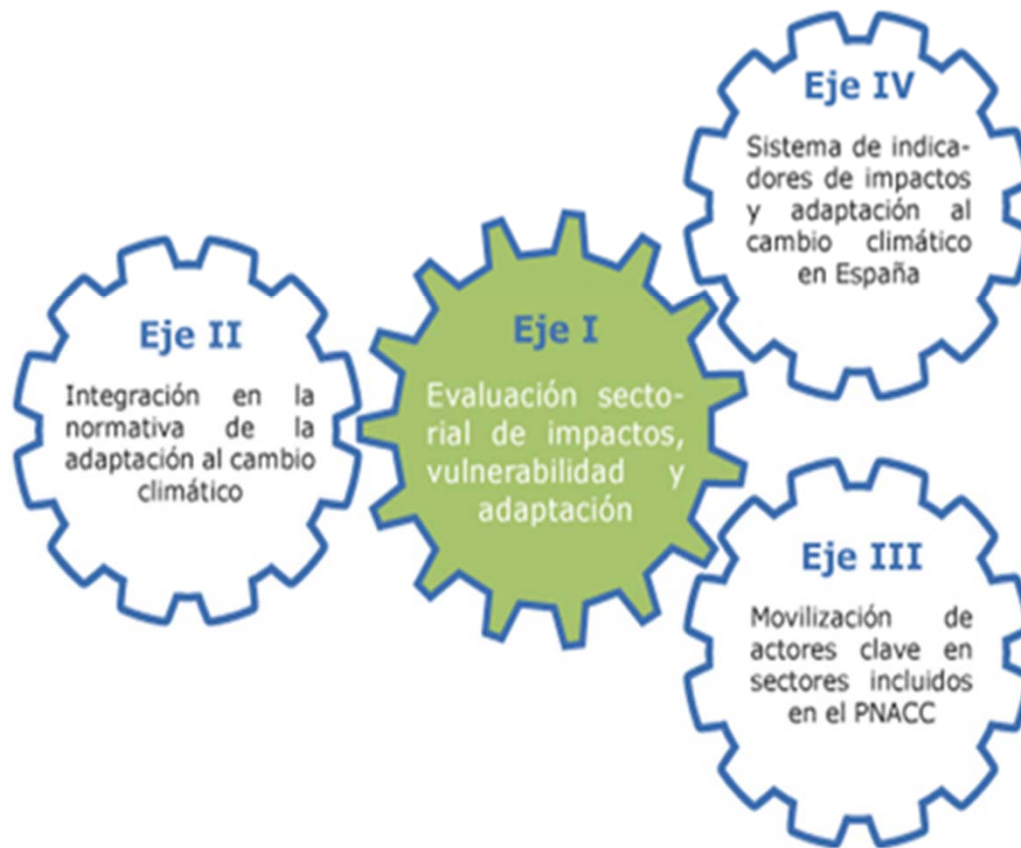 Eje IV
Sistema de indica-
dores de impactos
y adaptación al
cambio climático
en España
Eje II
Integración en la
normativa de la
adaptación al cambio
climático
Eje I
Evaluación secto-
rial de impactos,
vulnerabilidad y
adaptación
Eje III
Movilización de
actores clave en
sectores incluidos
en el PNACC